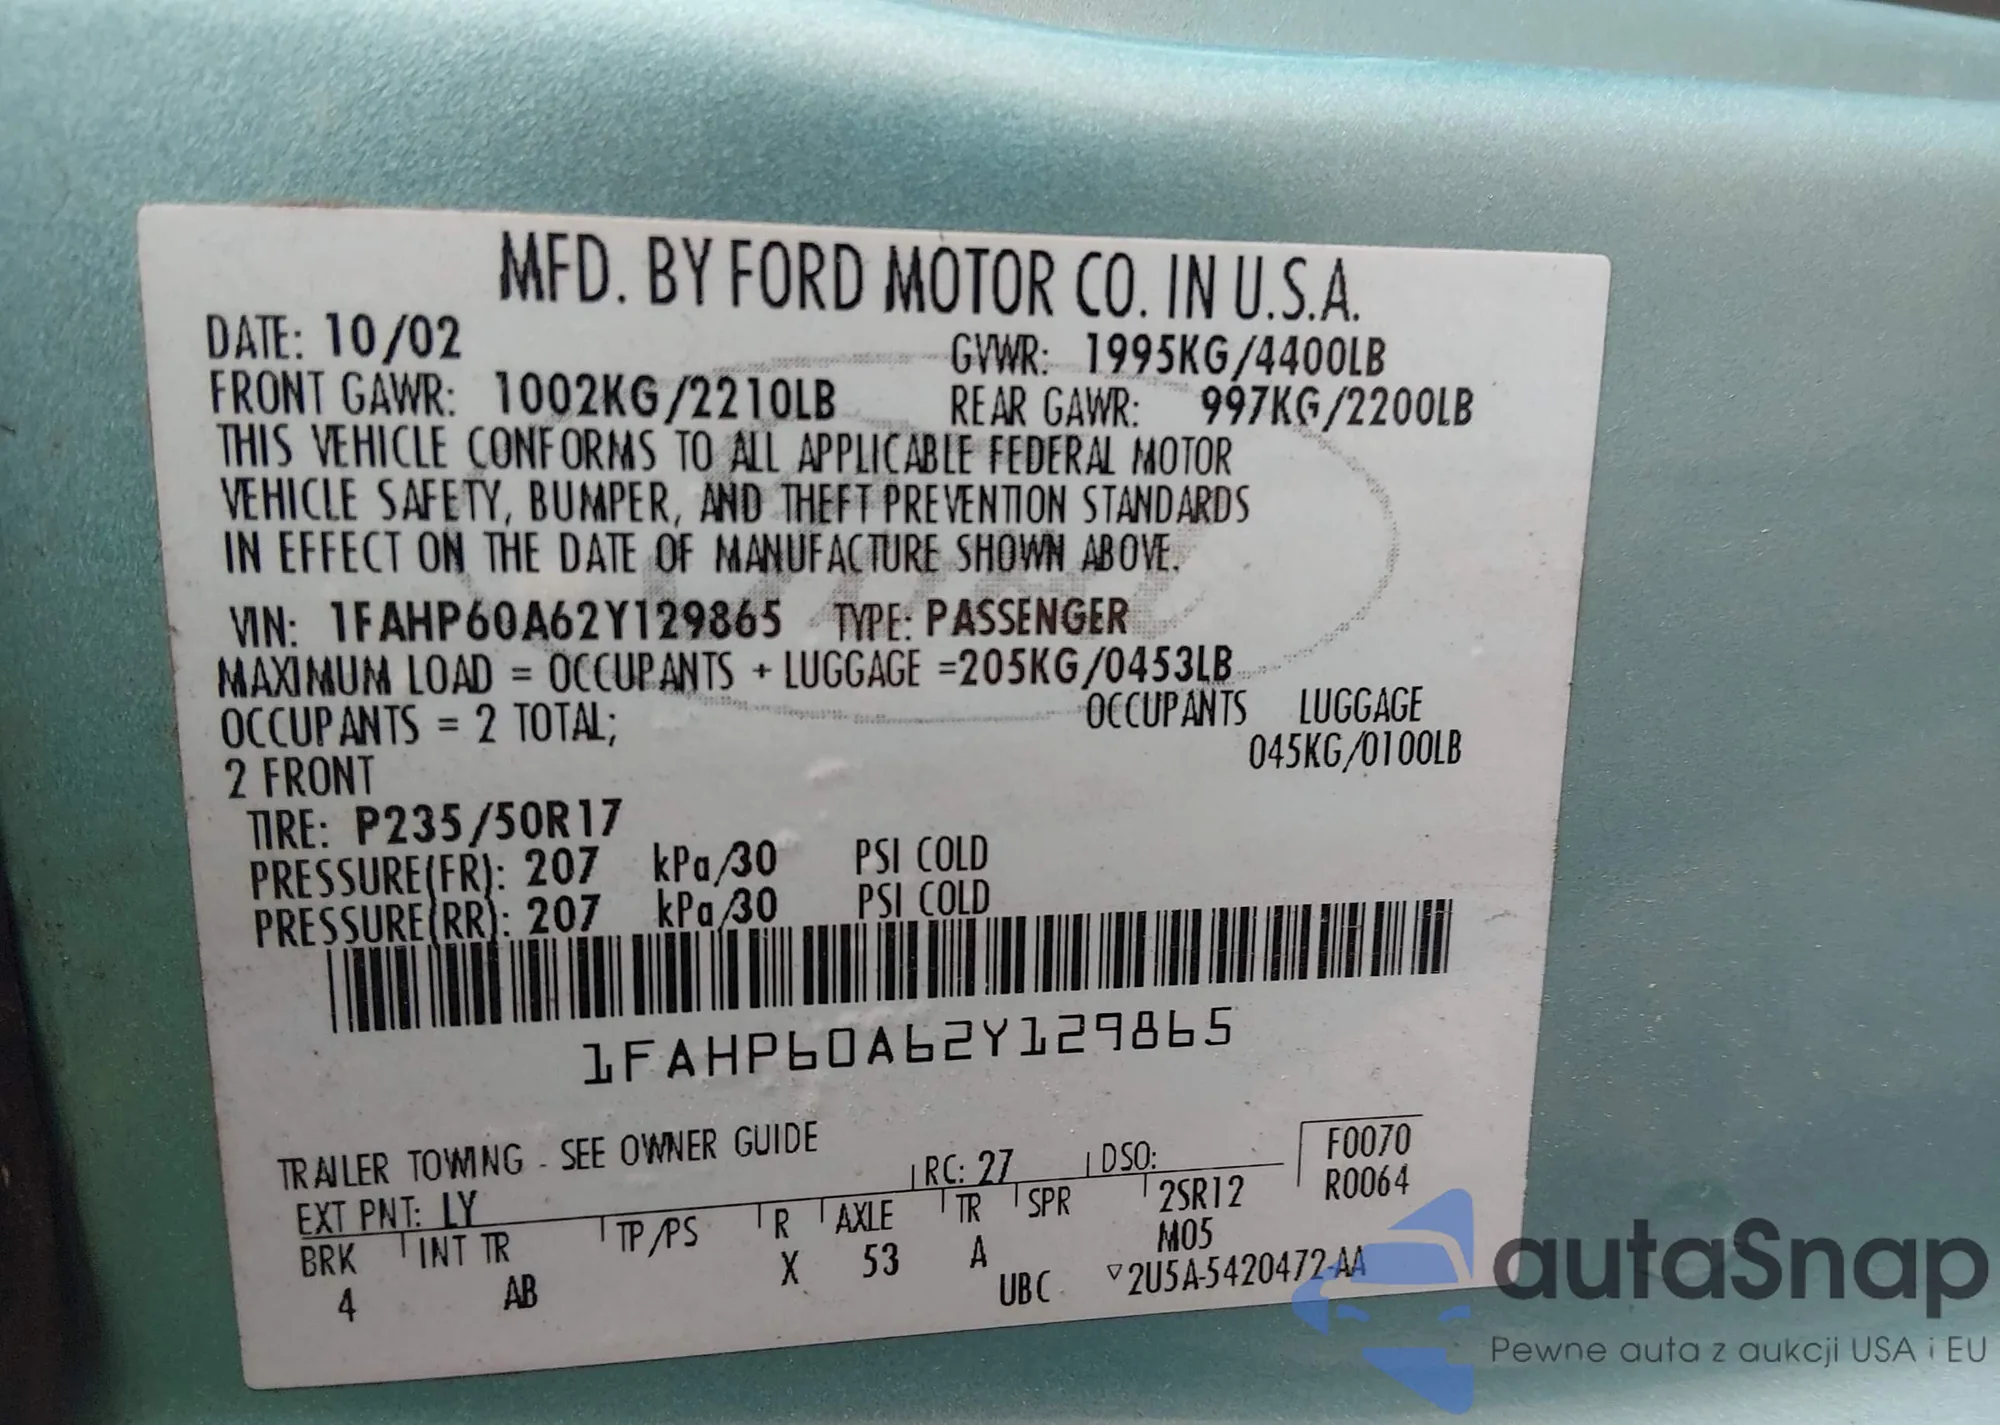 MFD. BY FORD MOTOR CO. IN U.S.A.
DATE: 10/02 GVWR: 1995KG/4400LB
FRONT GAWR: 1002KG/2210LB REAR GAWR: 997KG/2200LB
THIS VEHICLE CONFORMS TO ALL APPLICABLE FEDERAL MOTOR
VEHICLE SAFETY, BUMPER, AND THEFT PREVENTION STANDARDS
IN EFFECT ON THE DATE OF MANUFACTURE SHOWN ABOVE.
VIN: 1FAHP60A62Y129865 TYPE: PASSENGER
MAXIMUM LOAD = OCCUPANTS + LUGGAGE =205KG/0453LB
OCCUPANTS = 2 TOTAL; OCCUPANTS LUGGAGE
2 FRONT 045KG/0100LB
TIRE: P235/50R17
PRESSURE(FR): 207 kPa/30 PSI COLD
PRESSURE(RR): 207 kPa/30 PSI COLD
1FAHP60A62Y129865
TRAILER TOWING - SEE OWNER GUIDE
EXT PNT: LY RC: 27 DSO: F0070
R0064
BRK INT TR TP/PS R AXLE TR SPR 2SR12
4 AB X 53 A M05
UBC ▽2U5A-5420472-AA
autaSnap
Pewne auta z aukcji USA i EU